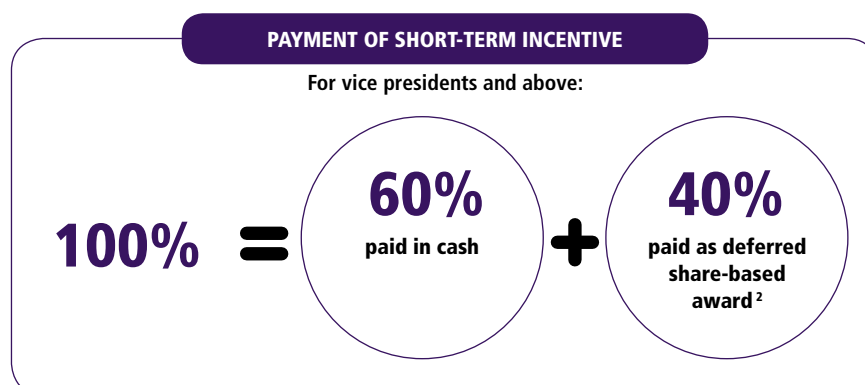 PAYMENT OF SHORT-TERM INCENTIVE
For vice presidents and above:
100%
=
60%
paid in cash
+
40%
paid as deferred
share-based
award 2